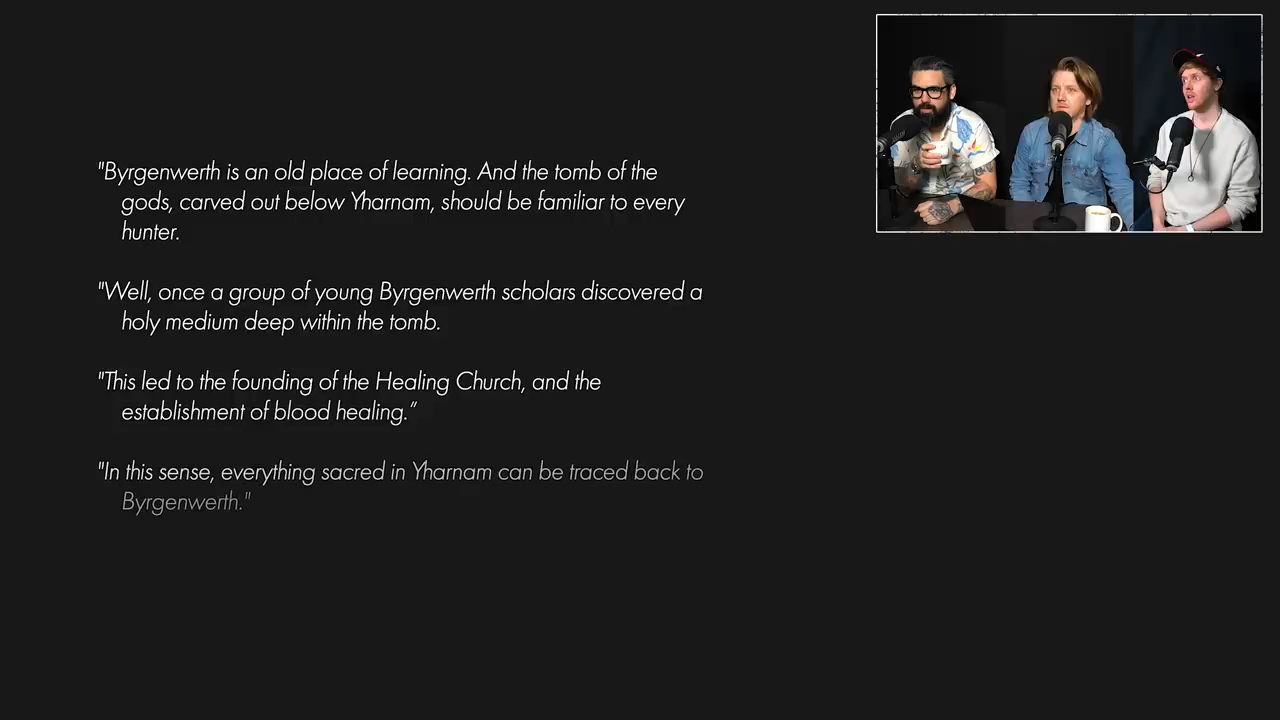 "Byrgenwerth is an old place of learning. And the tomb of the
gods, carved out below Yharnam, should be familiar to every
hunter.
"Well, once a group of young Byrgenwerth scholars discovered a
holy medium deep within the tomb.
"This led to the founding of the Healing Church, and the
establishment of blood healing.”
"In this sense, everything sacred in Yharnam can be traced back to
Byrgenwerth."